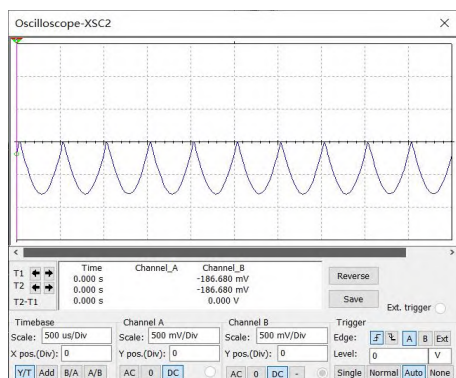 Oscilloscope-XSC2
Time Channel_A Channel_B
T1 0.000 s -186.680 mV
T2 0.000 s -186.680 mV
T2-T1 0.000 s 0.000 V
Reverse
Save
Ext. trigger
Timebase
Scale: 500 us/Div
X pos.(Div): 0
Y/T Add B/A A/B
Channel A
Scale: 500 mV/Div
Y pos.(Div): 0
AC 0 DC
Channel B
Scale: 500 mV/Div
Y pos.(Div): 0
AC 0 DC -
Trigger
Edge: A B Ext
Level: 0 V
Single Normal Auto None